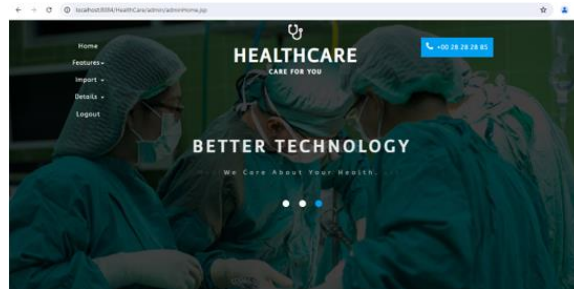 localhost:8084/HealthCare/admin/adminHome.jsp
Home
Features
Import
Details
Logout
HEALTHCARE
CARE FOR YOU
+00 28 28 28 85
BETTER TECHNOLOGY
We Care About Your Health.